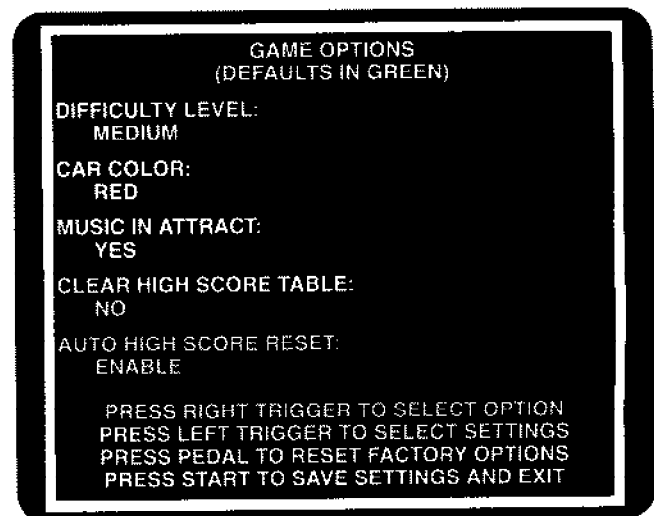 GAME OPTIONS
(DEFAULTS IN GREEN)
DIFFICULTY LEVEL:
MEDIUM
CAR COLOR:
RED
MUSIC IN ATTRACT:
YES
CLEAR HIGH SCORE TABLE:
NO
AUTO HIGH SCORE RESET:
ENABLE
PRESS RIGHT TRIGGER TO SELECT OPTION
PRESS LEFT TRIGGER TO SELECT SETTINGS
PRESS PEDAL TO RESET FACTORY OPTIONS
PRESS START TO SAVE SETTINGS AND EXIT